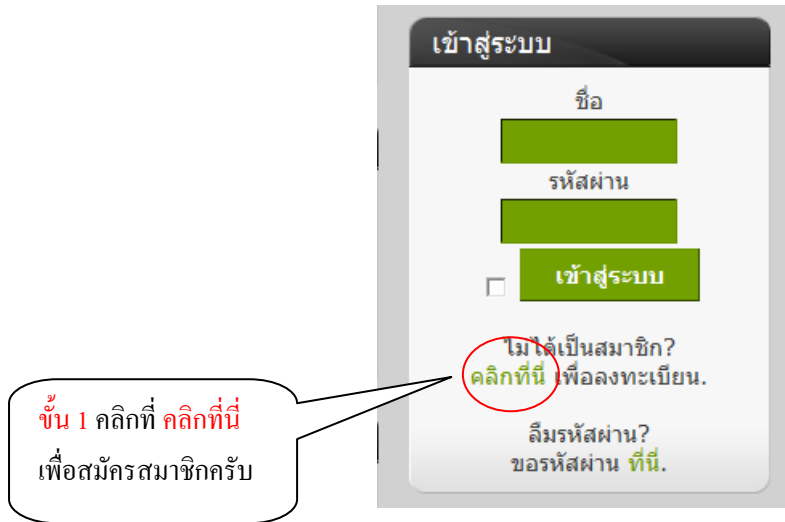 เข้าสู่ระบบ
ชื่อ
รหัสผ่าน
เข้าสู่ระบบ
ไม่ได้เป็นสมาชิก?
คลิกที่นี่ เพื่อลงทะเบียน.
ลืมรหัสผ่าน?
ขอรหัสผ่าน ที่นี่.
ขั้น 1 คลิกที่ คลิกที่นี่
เพื่อสมัครสมาชิกครับ